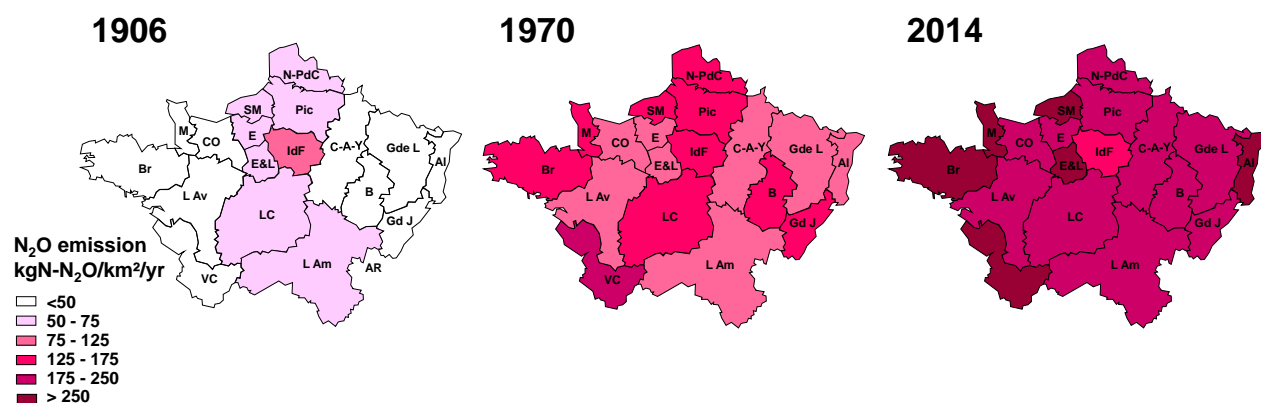 1906
N-PdC
SM
Pic
M
CO
E
IdF
C-A-Y
Gde L
Al
Br
E&L
L Av
B
LC
Gd J
L Am
AR
VC
N₂O emission
kgN-N₂O/km²/yr
<50
50 - 75
75 - 125
125 - 175
175 - 250
> 250
1970
N-PdC
SM
Pic
M
CO
E
IdF
C-A-Y
Gde L
Al
Br
E&L
L Av
B
LC
Gd J
L Am
VC
2014
N-PdC
SM
Pic
M
CO
E
IdF
C-A-Y
Gde L
Al
Br
E&L
L Av
B
LC
Gd J
L Am